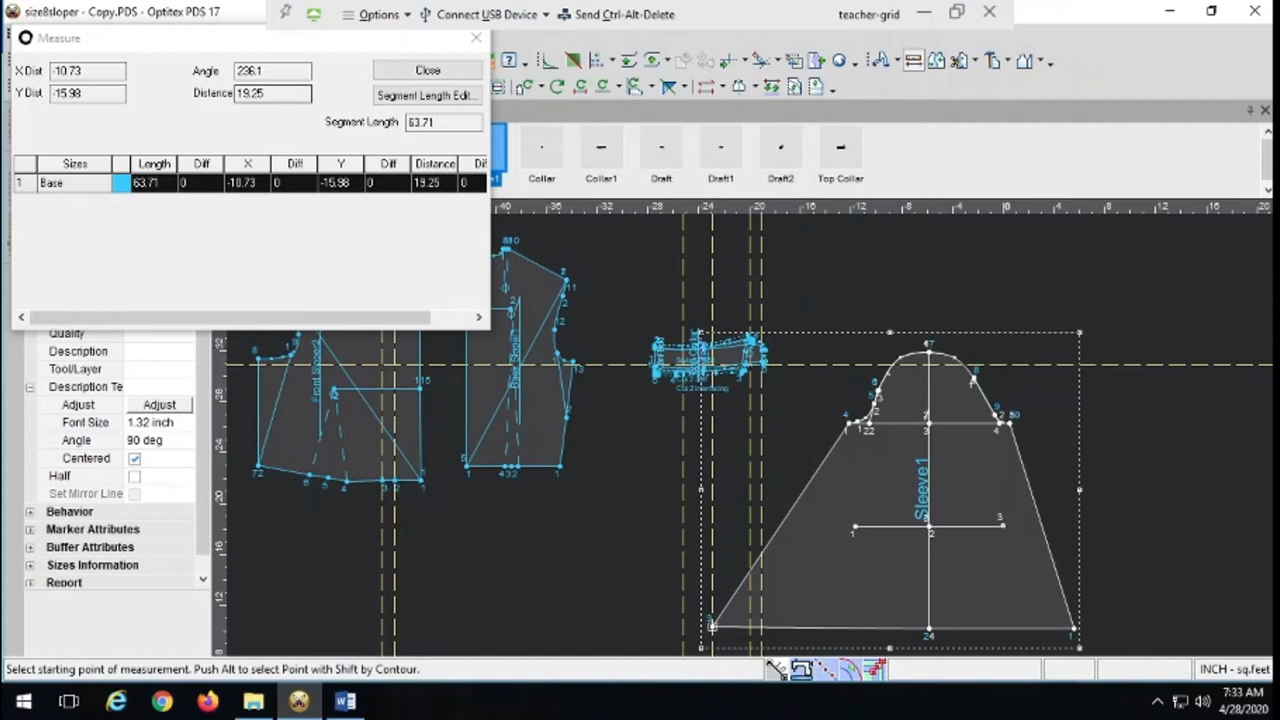 size8sloper - Copy.PDS - Optitex PDS 17
Options
Connect USB Device
Send Ctrl-Alt-Delete
teacher-grid
Measure
X Dist -10.73 Angle 236.1 Close
Y Dist -15.98 Distance 19.25 Segment Length Edit...
Segment Length 63.71
Sizes Length Diff X Diff Y Diff Distance
1 Base 63.71 0 -10.73 0 -15.98 0 19.25 0
Collar Collar1 Draft Draft1 Draft2 Top Collar
Quality
Description
Tool/Layer
Description Te
Adjust Adjust
Font Size 1.32 inch
Angle 90 deg
Centered
Half
Set Mirror Line
Behavior
Marker Attributes
Buffer Attributes
Sizes Information
Report
Sleeve1
Select starting point of measurement. Push Alt to select Point with Shift by Contour.
INCH - sq.feet
7:33 AM
4/28/2020